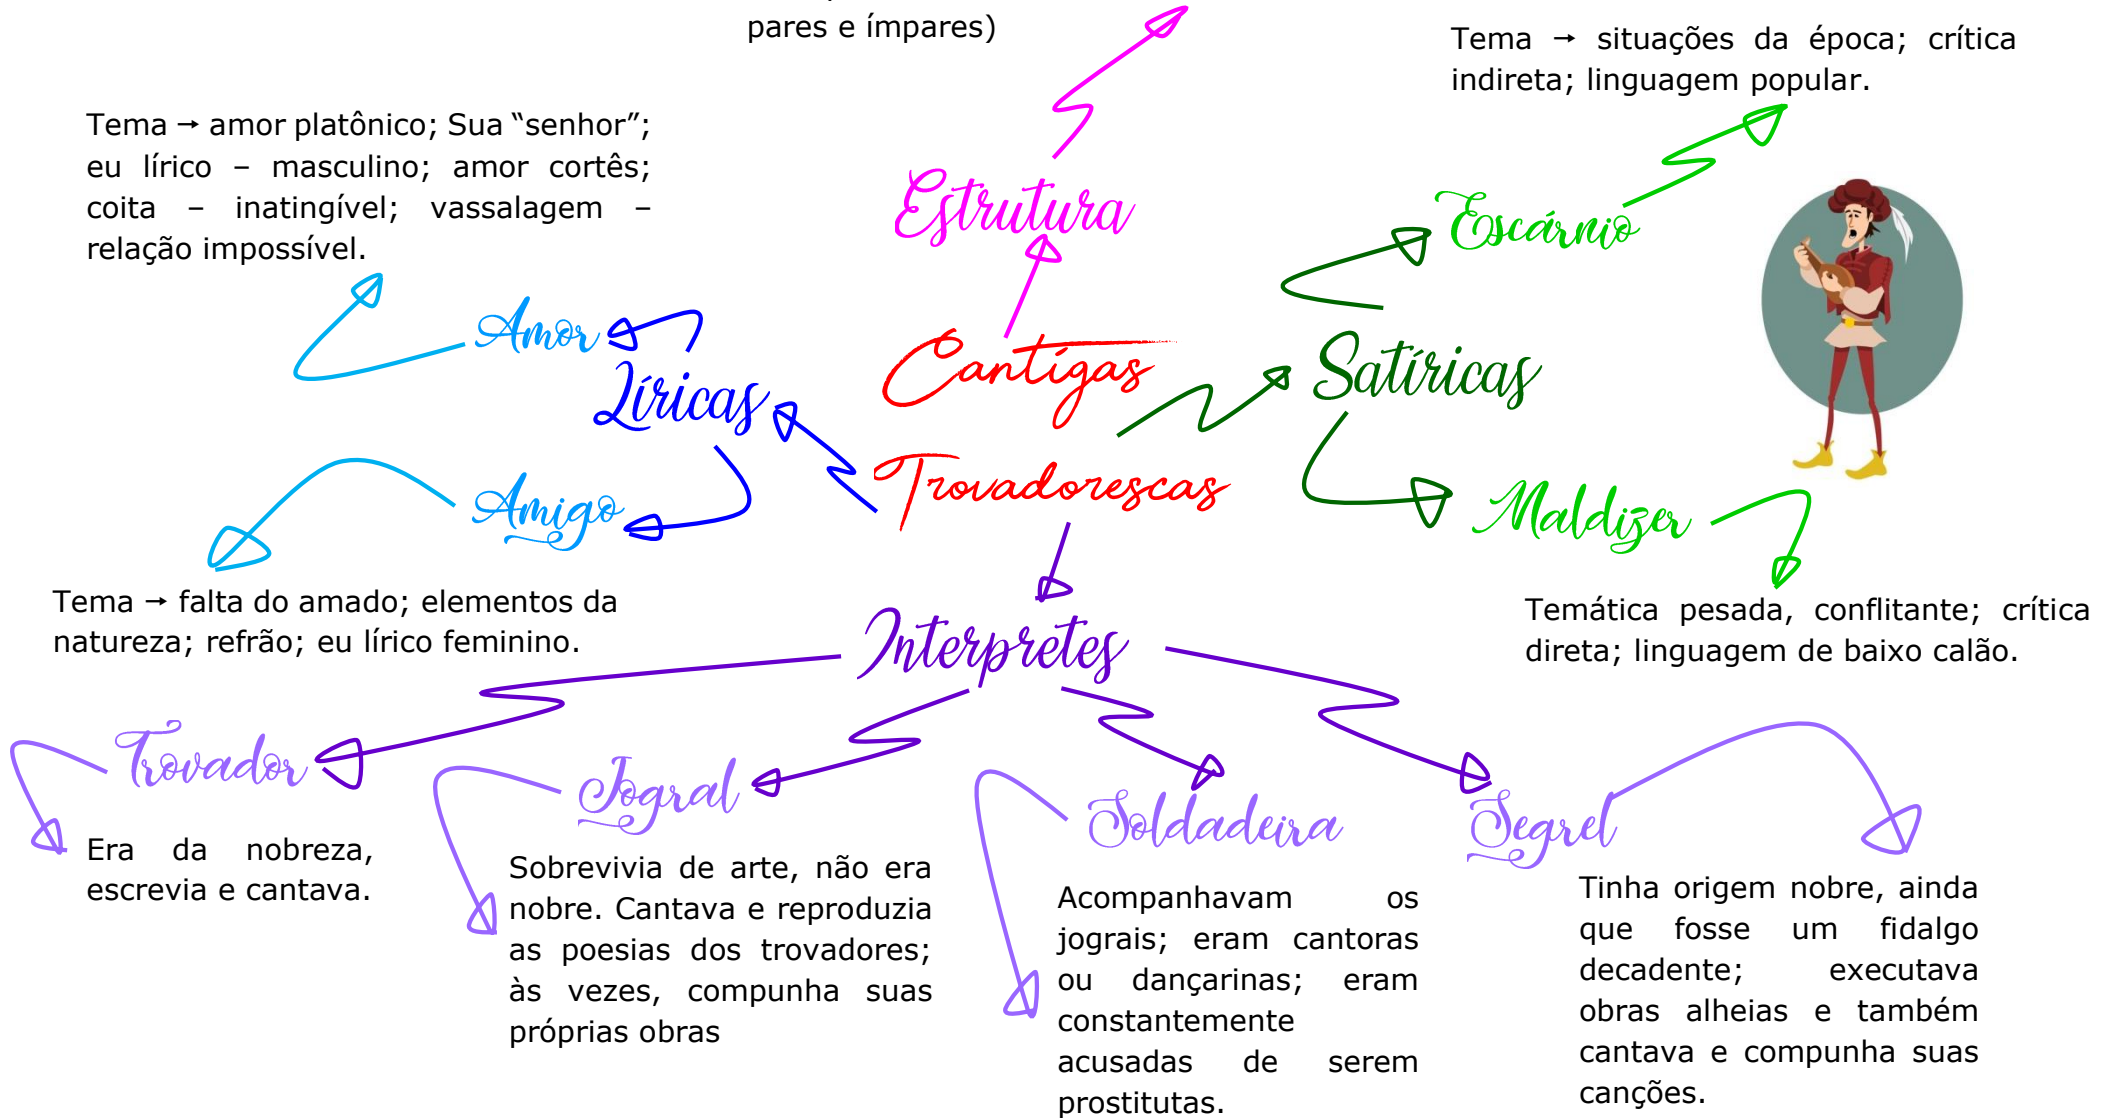 pares e ímpares)
Tema → situações da época; crítica
indireta; linguagem popular.
Tema → amor platônico; Sua “senhor”;
eu lírico – masculino; amor cortês;
coita – inatingível; vassalagem –
relação impossível.
Estrutura
Escárnio
Amor
Líricas
Cantigas
Trovadorescas
Satíricas
Amigo
Maldizer
Tema → falta do amado; elementos da
natureza; refrão; eu lírico feminino.
Temática pesada, conflitante; crítica
direta; linguagem de baixo calão.
Interpretes
Trovador
Era da nobreza,
escrevia e cantava.
Jogral
Sobrevivia de arte, não era
nobre. Cantava e reproduzia
as poesias dos trovadores;
às vezes, compunha suas
próprias obras
Soldadeira
Acompanhavam os
jograis; eram cantoras
ou dançarinas; eram
constantemente
acusadas de serem
prostitutas.
Segrel
Tinha origem nobre, ainda
que fosse um fidalgo
decadente; executava
obras alheias e também
cantava e compunha suas
canções.